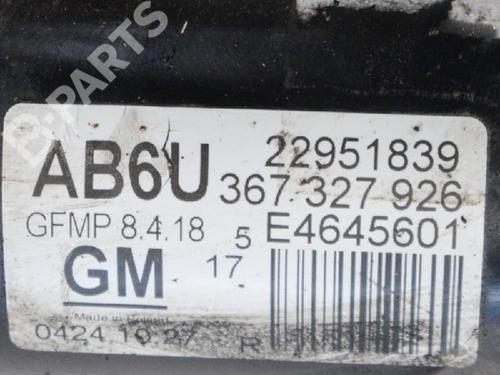 B-PARTS
AB6U
22951839
367 327 926
GFMP 8.4.18
5
17
E4645601
GM
Made in Poland
0424 10 27
R